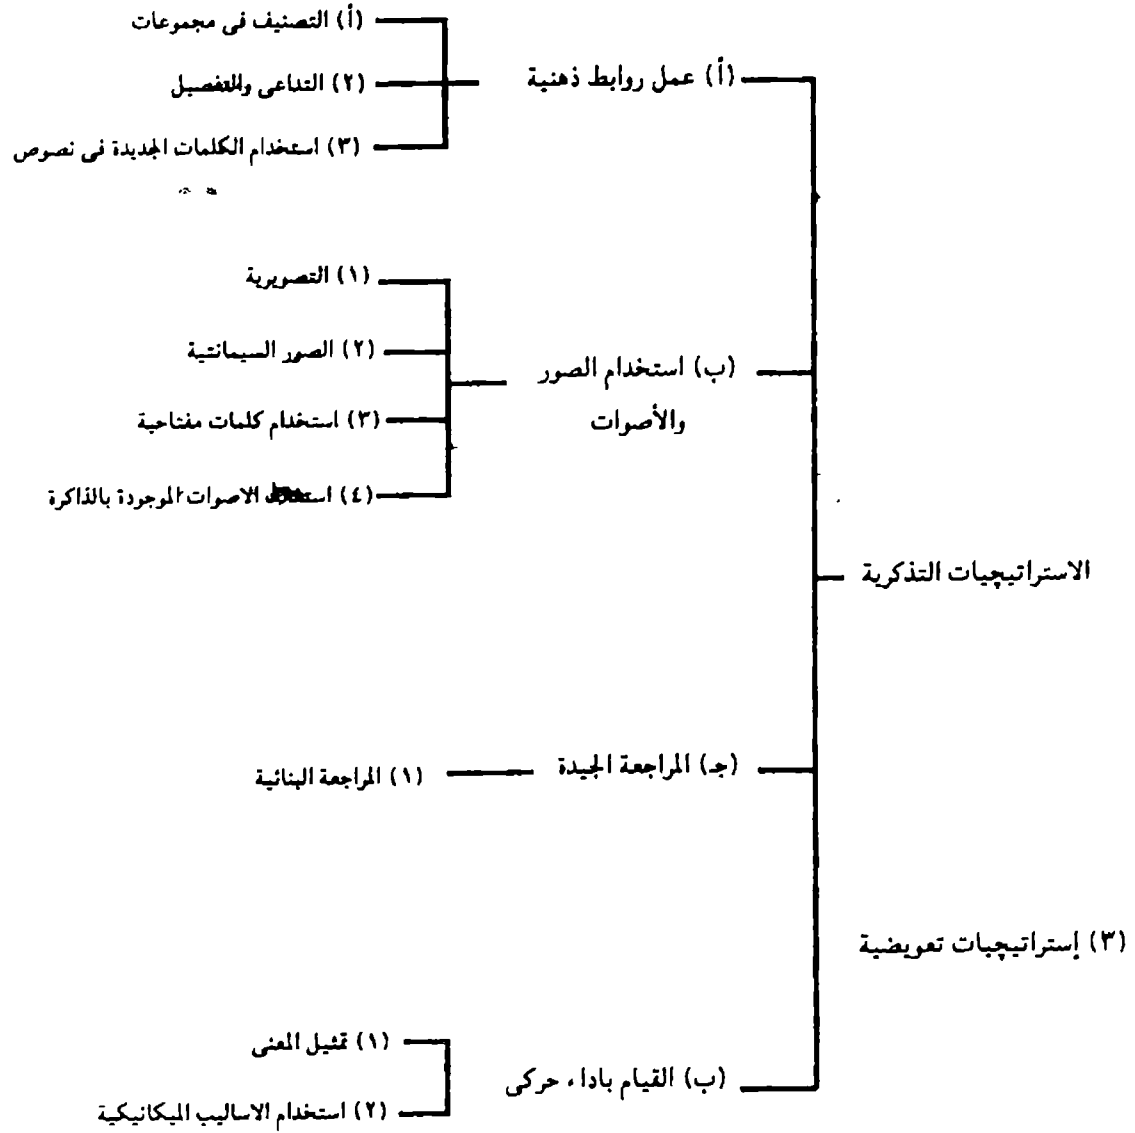 الاستراتيچيات التذكرية
(أ) عمل روابط ذهنية
(أ) التصنيف فى مجموعات
(٢) التداعى والتفصيل
(٣) استخدام الكلمات الجديدة فى نصوص
(ب) استخدام الصور
والأصوات
(١) التصويرية
(٢) الصور السيمانتية
(٣) استخدام كلمات مفتاحية
(٤) الاصوات الموجودة بالذاكرة
(جـ) المراجعة الجيدة
(١) المراجعة البنائية
(٣) إستراتيچيات تعويضية
(ب) القيام باداء حركى
(١) تمثيل المعنى
(٢) استخدام الاساليب الميكانيكية